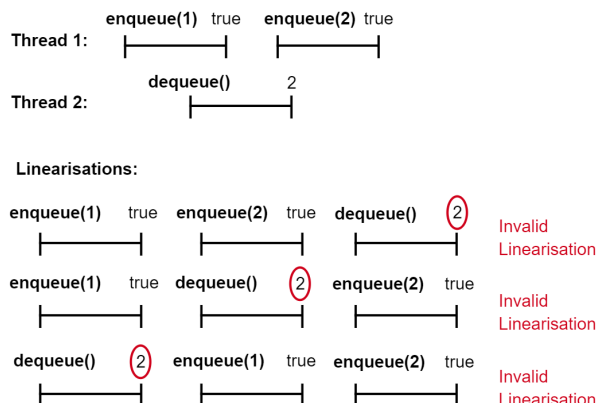 enqueue(1) true enqueue(2) true
Thread 1:
dequeue() 2
Thread 2:
Linearisations:
enqueue(1) true enqueue(2) true dequeue() 2
Invalid
Linearisation
enqueue(1) true dequeue() 2 enqueue(2) true
Invalid
Linearisation
dequeue() 2 enqueue(1) true enqueue(2) true
Invalid
Linearisation